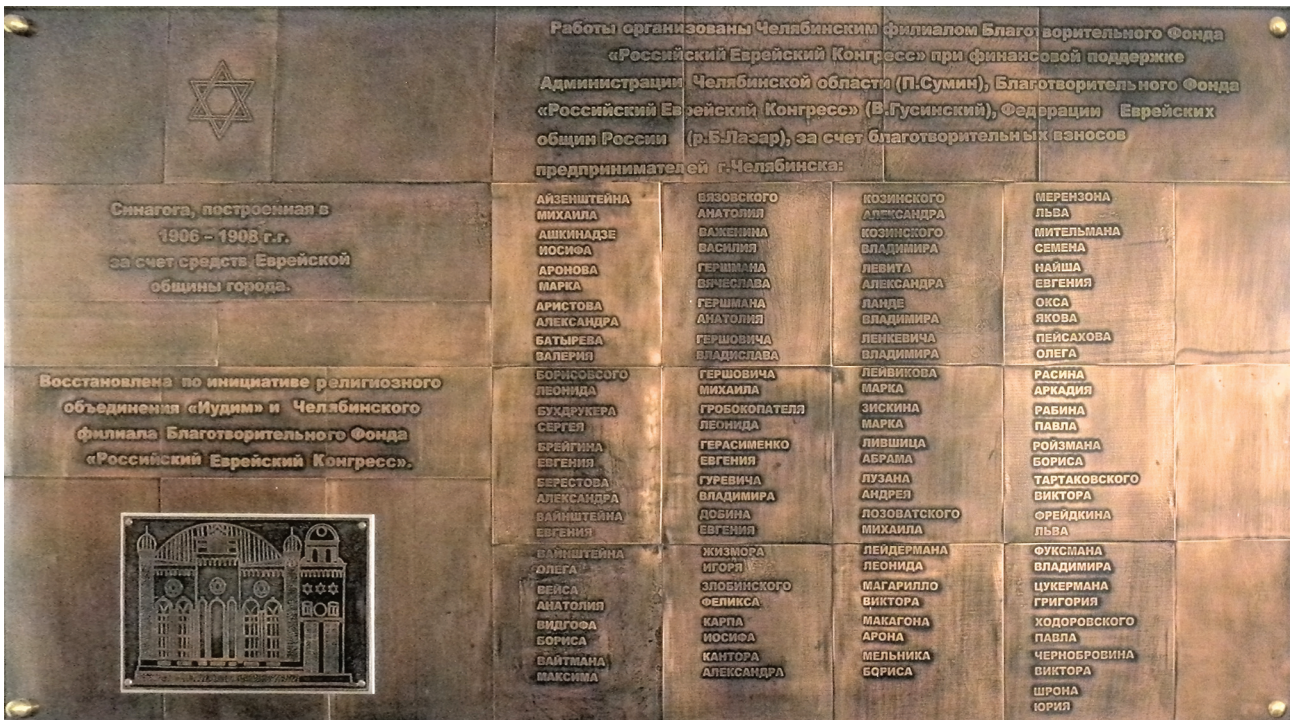 Синагога, построенная в
1906 – 1908 г.г.
за счет средств Еврейской
общины города.
Восстановлена по инициативе религиозного
объединения «Иудим» и Челябинского
филиала Благотворительного Фонда
«Российский Еврейский Конгресс».
Работы организованы Челябинским филиалом Благотворительного Фонда
«Российский Еврейский Конгресс» при финансовой поддержке
Администрации Челябинской области (П.Сумин), Благотворительного Фонда
«Российский Еврейский Конгресс» (В.Гусинский), Федерации Еврейских
общин России (р.Б.Лазар), за счет благотворительных взносов
предпринимателей г.Челябинска:
АЙЗЕНШТЕЙНА
МИХАИЛА
АШКИНАДЗЕ
ИОСИФА
АРОНОВА
МАРКА
АРИСТОВА
АЛЕКСАНДРА
БАТЫРЕВА
ВАЛЕРИЯ
БОРИСОВСОГО
ЛЕОНИДА
БУХДРУКЕРА
СЕРГЕЯ
БРЕЙГИНА
ЕВГЕНИЯ
БЕРЕСТОВА
АЛЕКСАНДРА
ВАЙНШТЕЙНА
ЕВГЕНИЯ
ВАЙНШТЕЙНА
ОЛЕГА
ВЕЙСА
АНАТОЛИЯ
ВИДГОФА
БОРИСА
ВАЙТМАНА
МАКСИМА
ВЯЗОВСКОГО
АНАТОЛИЯ
ВАЖЕНИНА
ВАСИЛИЯ
ГЕРШМАНА
ВЯЧЕСЛАВА
ГЕРШМАНА
АНАТОЛИЯ
ГЕРШОВИЧА
ВЛАДИСЛАВА
ГЕРШОВИЧА
МИХАИЛА
ГРОБОКОПАТЕЛЯ
ЛЕОНИДА
ГЕРАСИМЕНКО
ЕВГЕНИЯ
ГУРЕВИЧА
ВЛАДИМИРА
ДОБИНА
ЕВГЕНИЯ
ЖИЗМОРА
ИГОРЯ
ЗЛОБИНСКОГО
ФЕЛИКСА
КАРПА
ИОСИФА
КАНТОРА
АЛЕКСАНДРА
КОЗИНСКОГО
АЛЕКСАНДРА
КОЗИНСКОГО
ВЛАДИМИРА
ЛЕВИТА
АЛЕКСАНДРА
ЛАНДЕ
ВЛАДИМИРА
ЛЕНКЕВИЧА
ВЛАДИМИРА
ЛЕЙВИКОВА
МАРКА
ЗИСКИНА
МАРКА
ЛИВШИЦА
АБРАМА
ЛУЗАНА
АНДРЕЯ
ЛОЗОВАТСКОГО
МИХАИЛА
ЛЕЙДЕРМАНА
ЛЕОНИДА
МАГАРИЛЛО
ВИКТОРА
МАКАГОНА
АРОНА
МЕЛЬНИКА
БОРИСА
МЕРЕНЗОНА
ЛЬВА
МИТЕЛЬМАНА
СЕМЕНА
НАЙША
ЕВГЕНИЯ
ОКСА
ЯКОВА
ПЕЙСАХОВА
ОЛЕГА
РАСИНА
АРКАДИЯ
РАБИНА
ПАВЛА
РОЙЗМАНА
БОРИСА
ТАРТАКОВСКОГО
ВИКТОРА
ФРЕЙДКИНА
ЛЬВА
ФУКСМАНА
ВЛАДИМИРА
ЦУКЕРМАНА
ГРИГОРИЯ
ХОДОРОВСКОГО
ПАВЛА
ЧЕРНОБРОВИНА
ВИКТОРА
ШРОНА
ЮРИЯ